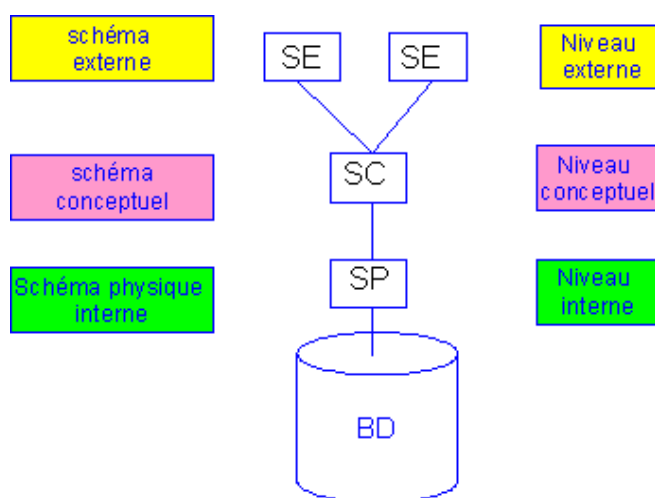 schéma
externe
SE
SE
Niveau
externe
schéma
conceptuel
SC
Niveau
conceptuel
Schéma physique
interne
SP
Niveau
interne
BD